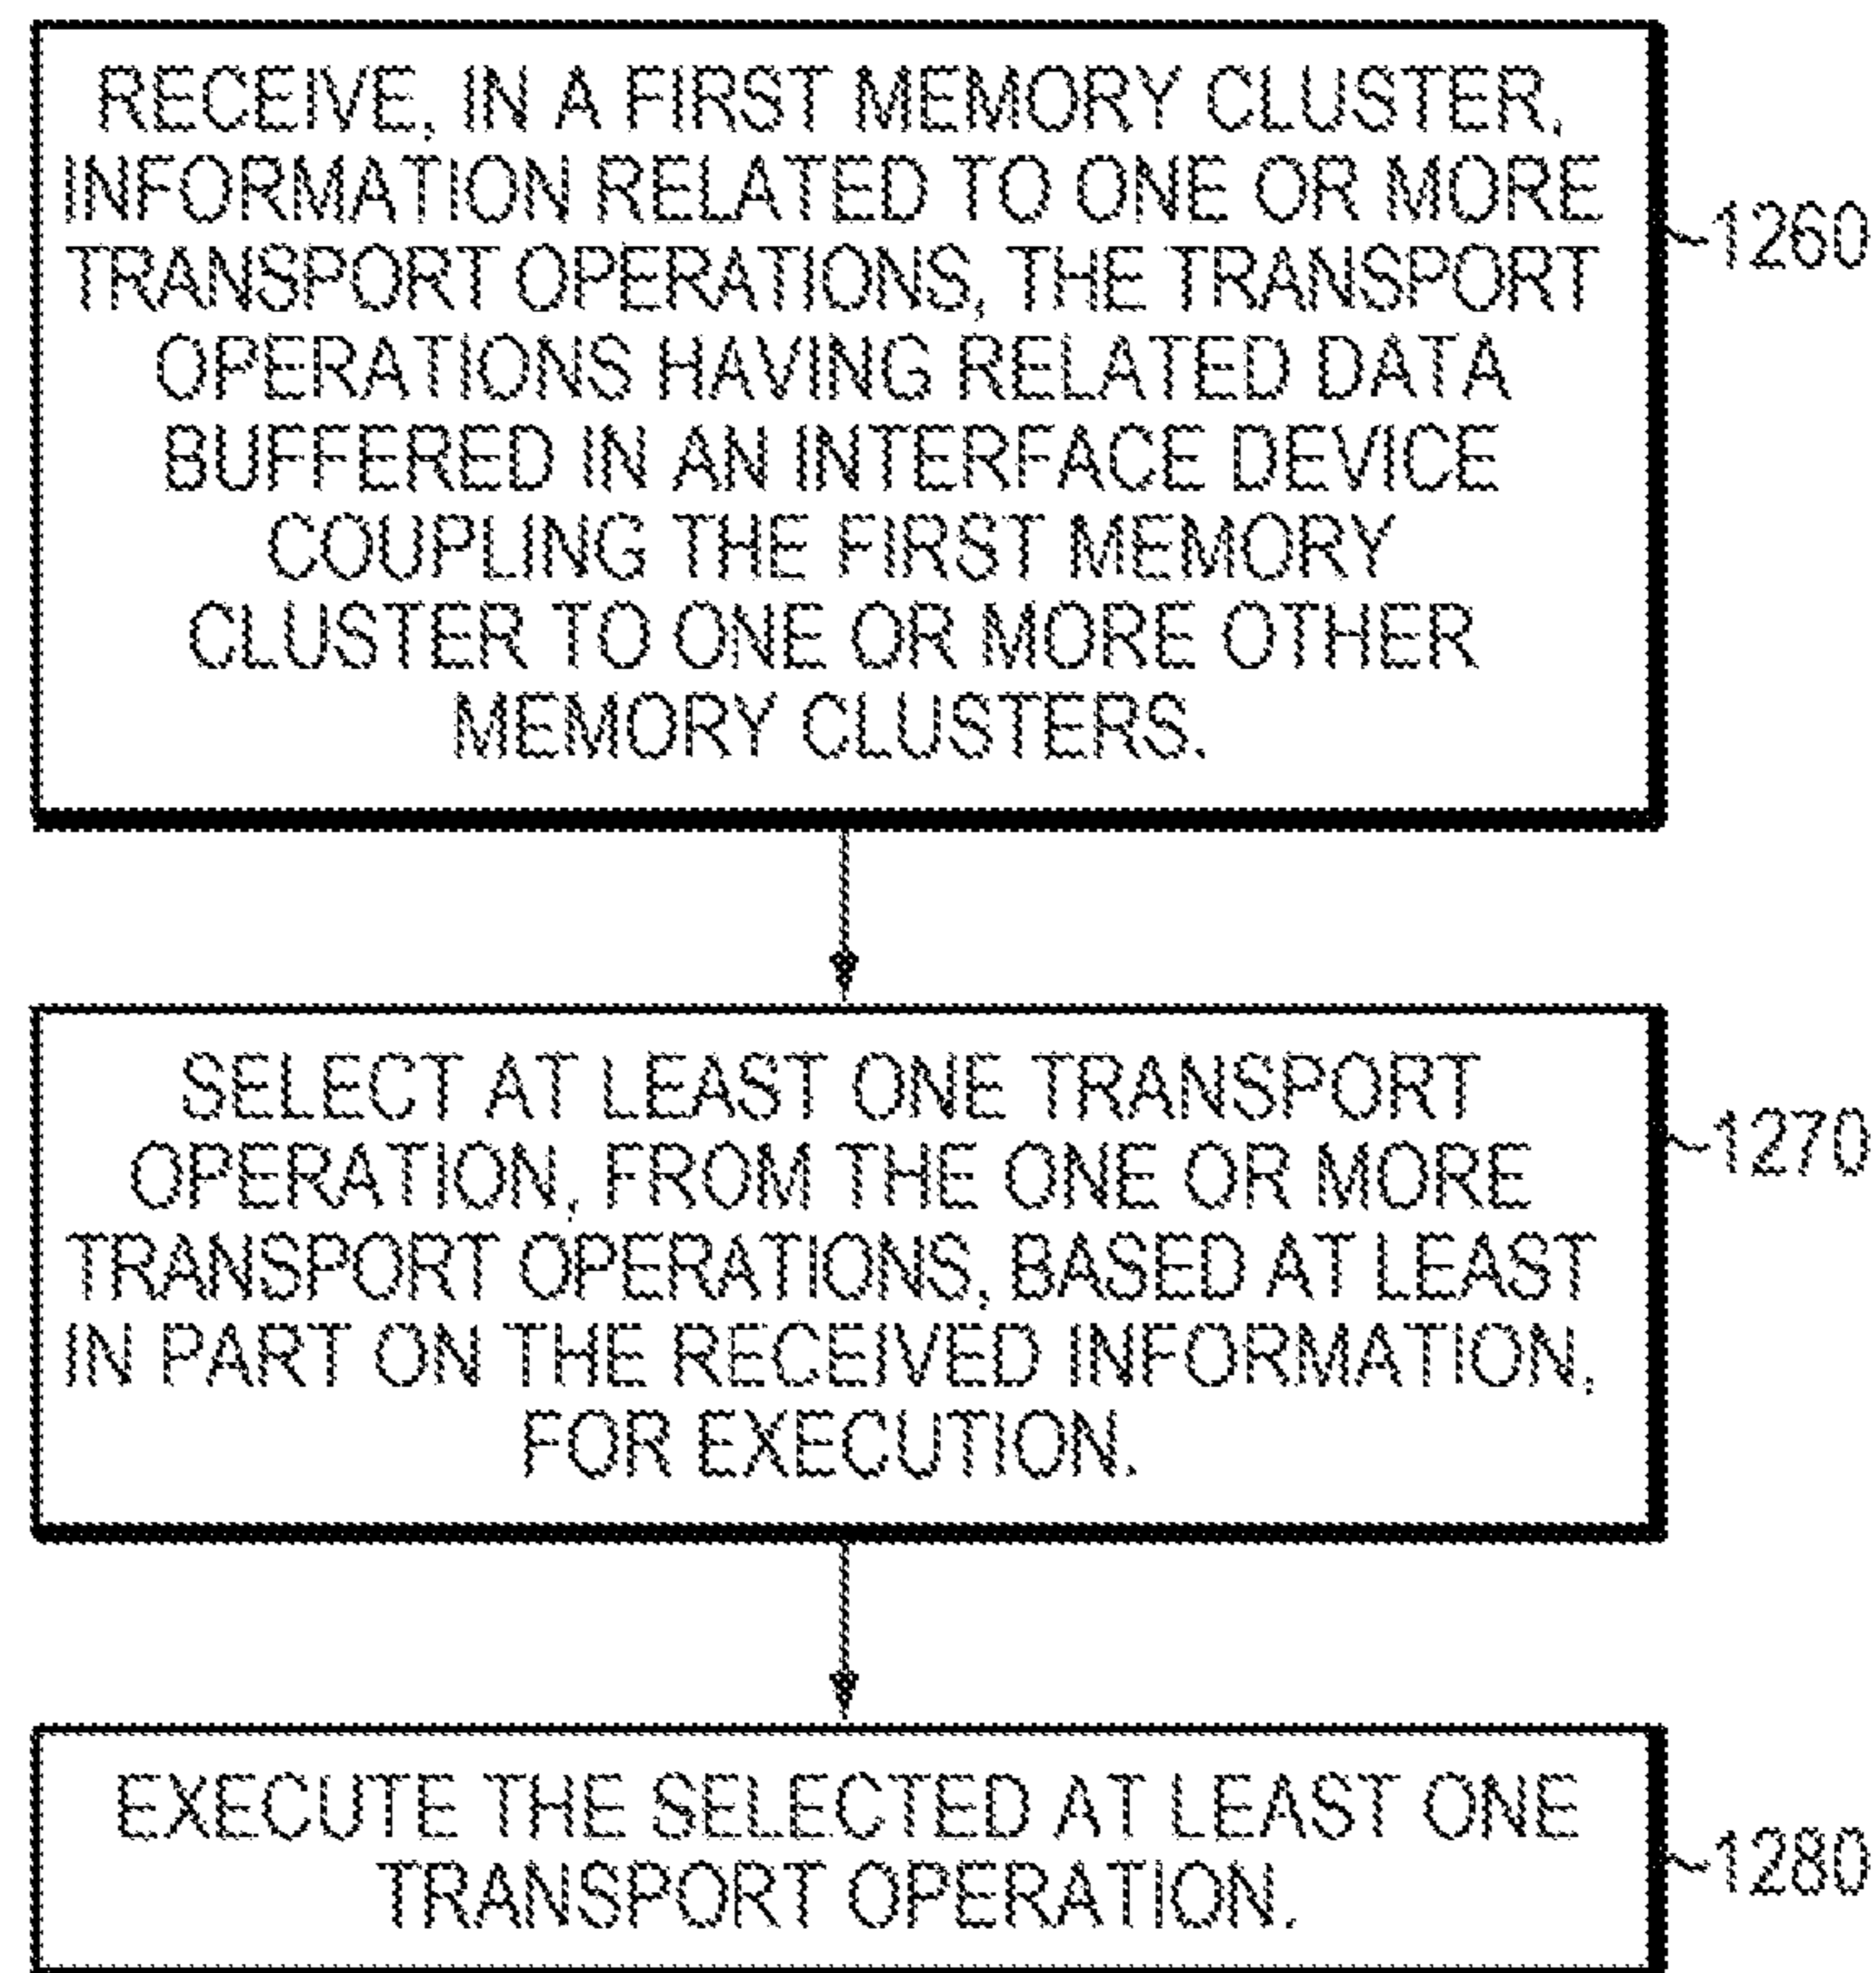 RECEIVE, IN A FIRST MEMORY CLUSTER,
INFORMATION RELATED TO ONE OR MORE
TRANSPORT OPERATIONS, THE TRANSPORT
OPERATIONS HAVING RELATED DATA
BUFFERED IN AN INTERFACE DEVICE
COUPLING THE FIRST MEMORY
CLUSTER TO ONE OR MORE OTHER
MEMORY CLUSTERS.
1260
SELECT AT LEAST ONE TRANSPORT
OPERATION, FROM THE ONE OR MORE
TRANSPORT OPERATIONS, BASED AT LEAST
IN PART ON THE RECEIVED INFORMATION,
FOR EXECUTION.
1270
EXECUTE THE SELECTED AT LEAST ONE
TRANSPORT OPERATION.
1280